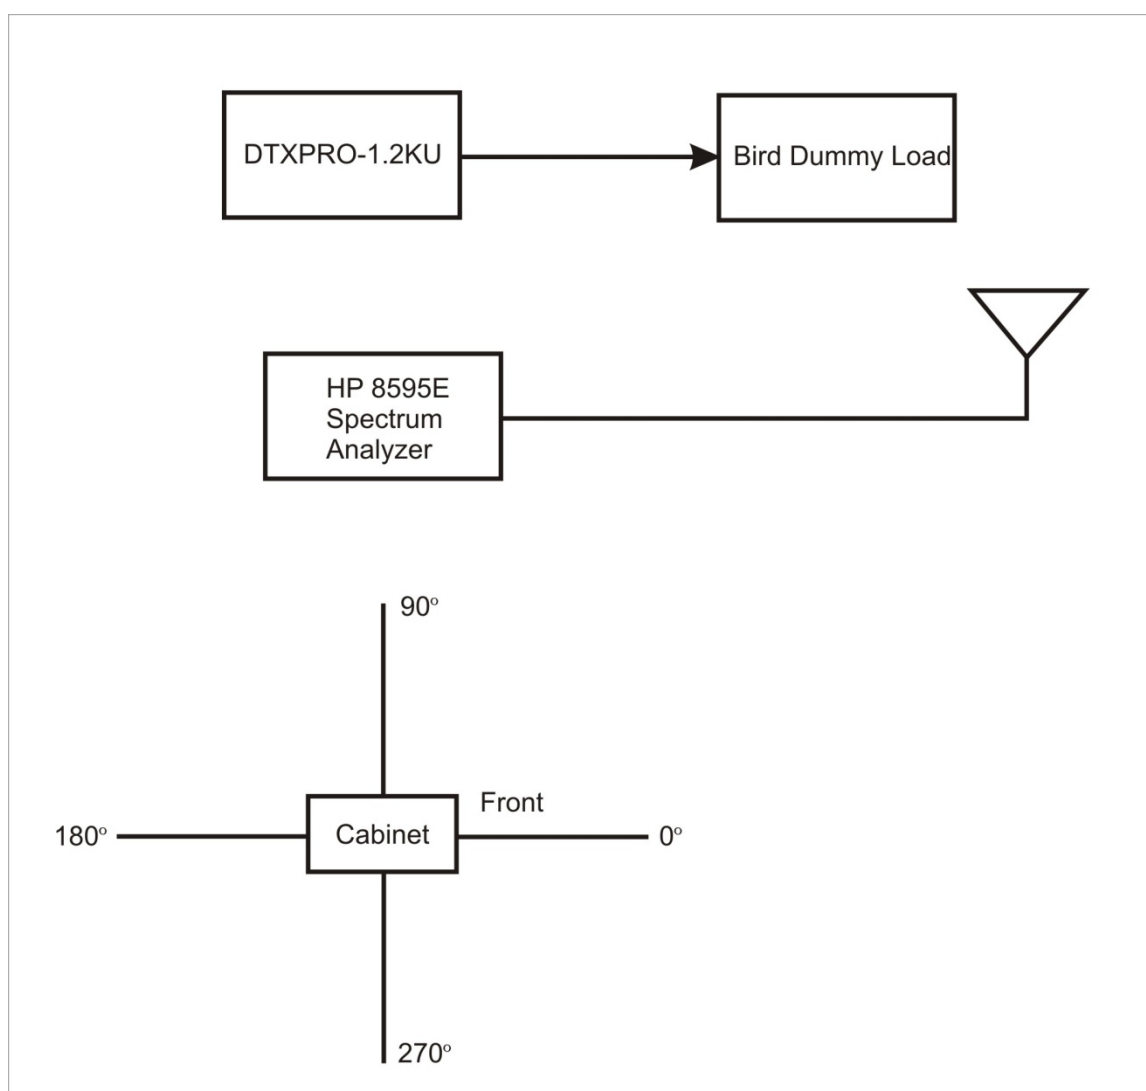 DTXPRO-1.2KU
Bird Dummy Load
HP 8595E
Spectrum
Analyzer
90°
Front
180°
Cabinet
0°
270°